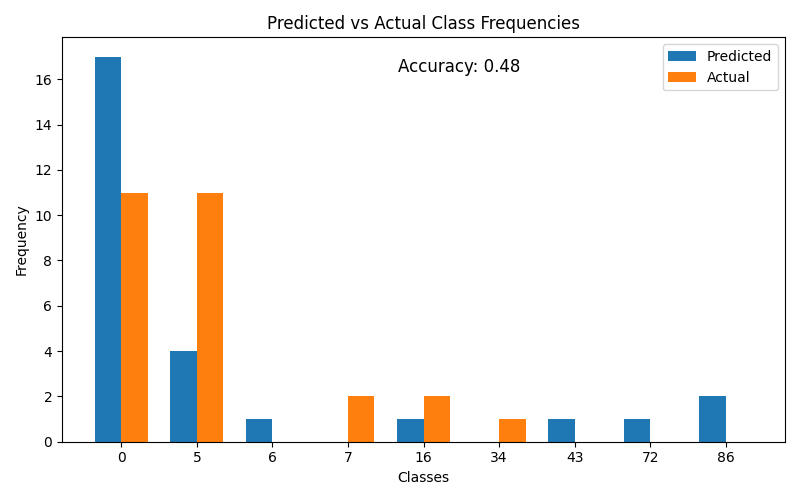 Predicted vs Actual Class Frequencies
Accuracy: 0.48
Predicted
Actual
Frequency
16
14
12
10
8
6
4
2
0
0 5 6 7 16 34 43 72 86
Classes